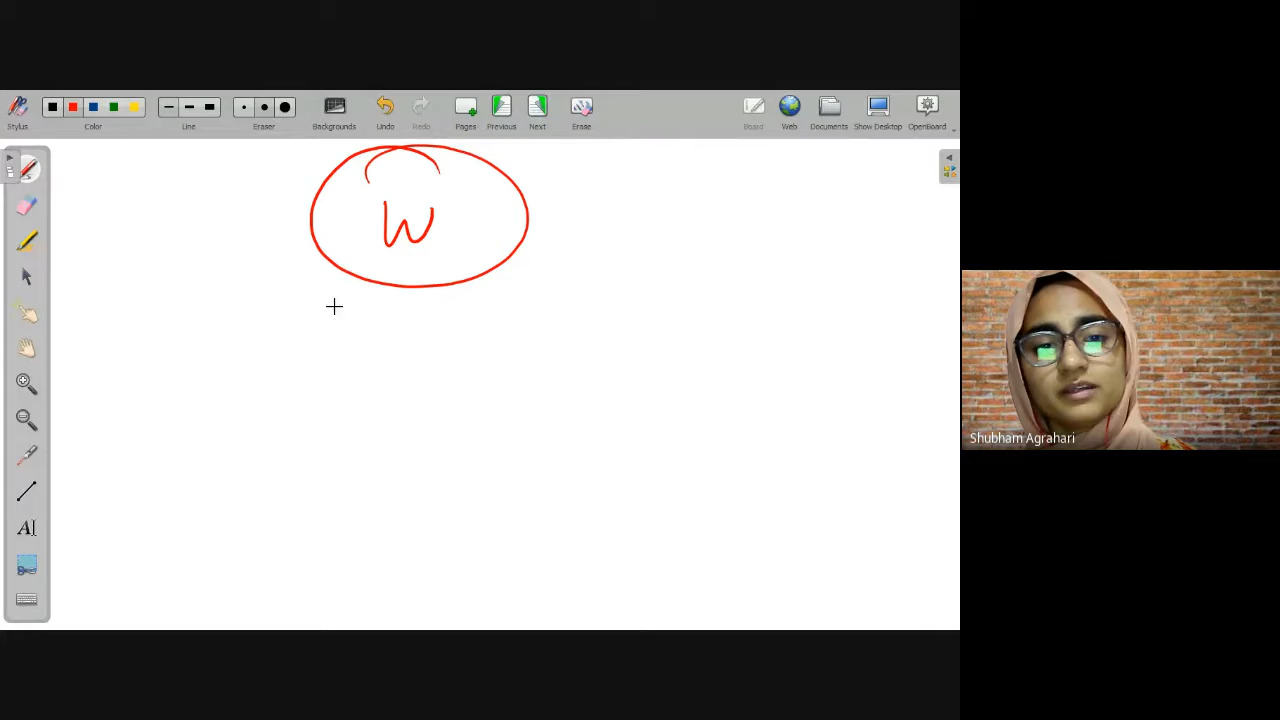 Stylus Color Line Eraser Backgrounds Undo Redo Pages Previous Next Erase Board Web Documents Show Desktop OpenBoard
W
Shubham Agrahari
A